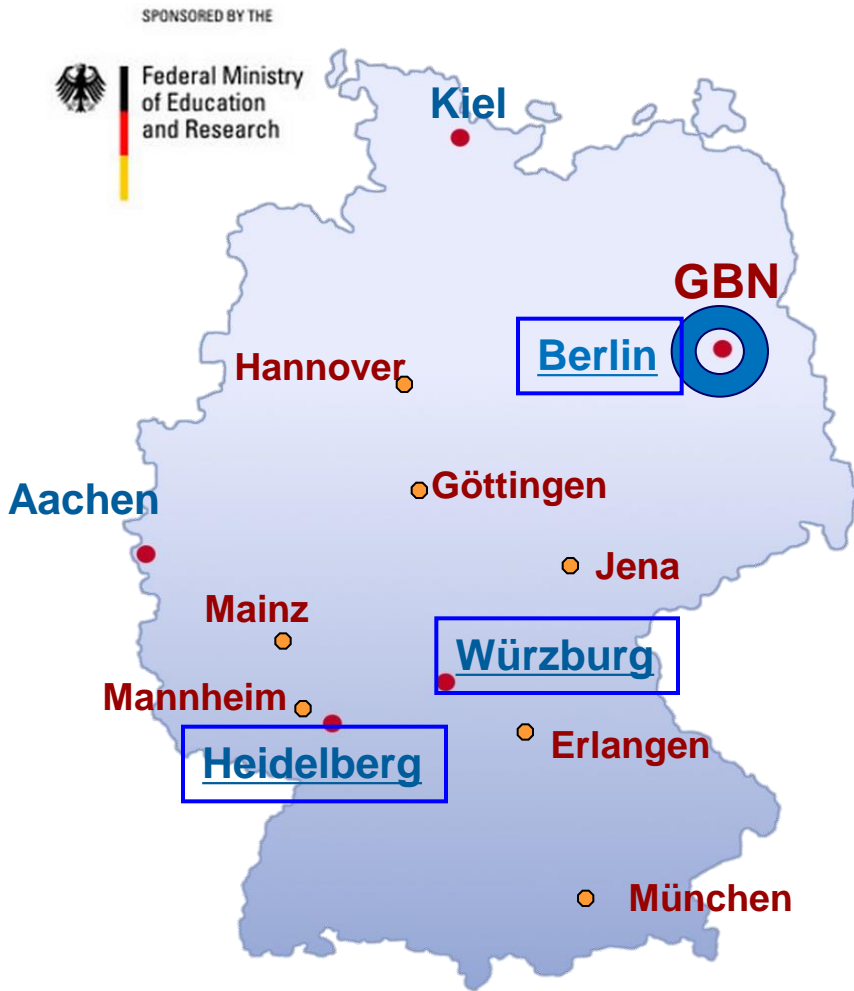 SPONSORED BY THE
Federal Ministry
of Education
and Research
Kiel
GBN
Berlin
Hannover
Göttingen
Aachen
Jena
Mainz
Würzburg
Mannheim
Erlangen
Heidelberg
München